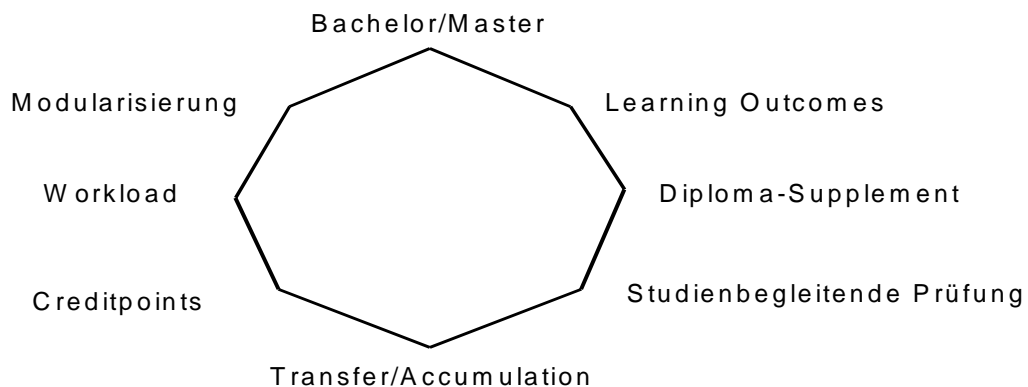 Bachelor/Master
Modularisierung
Learning Outcomes
Workload
Diploma-Supplement
Creditpoints
Studienbegleitende Prüfung
Transfer/Accumulation